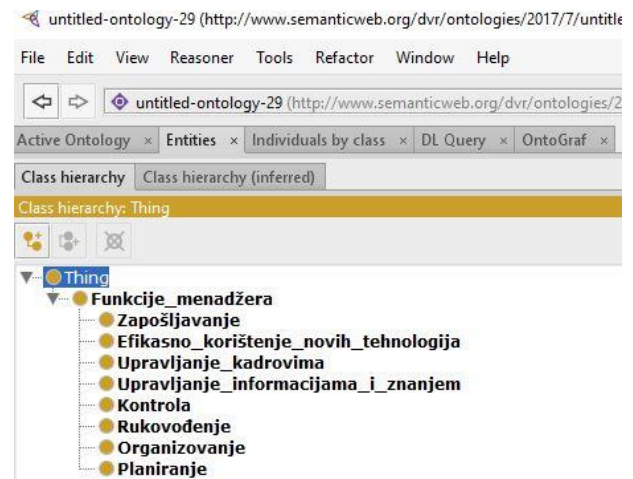 untitled-ontology-29 (http://www.semanticweb.org/dvr/ontologies/2017/7/untitle
File Edit View Reasoner Tools Refactor Window Help
untitled-ontology-29 (http://www.semanticweb.org/dvr/ontologies/2
Active Ontology × Entities × Individuals by class × DL Query × OntoGraf ×
Class hierarchy Class hierarchy (inferred)
Class hierarchy: Thing
Thing
Funkcije_menadžera
Zapošljavanje
Efikasno_korištenje_novih_tehnologija
Upravljanje_kadrovima
Upravljanje_informacijama_i_znanjem
Kontrola
Rukovođenje
Organizovanje
Planiranje